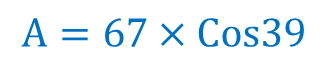 A = 67 × Cos39